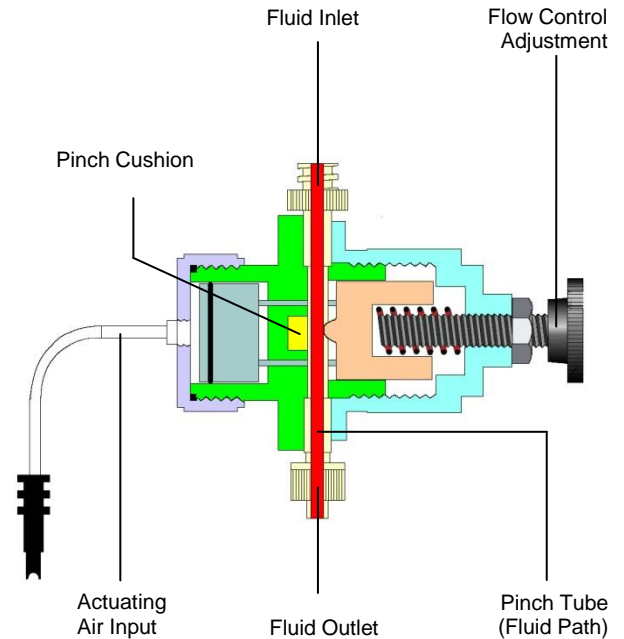 Fluid Inlet
Flow Control
Adjustment
Pinch Cushion
Actuating
Air Input
Fluid Outlet
Pinch Tube
(Fluid Path)